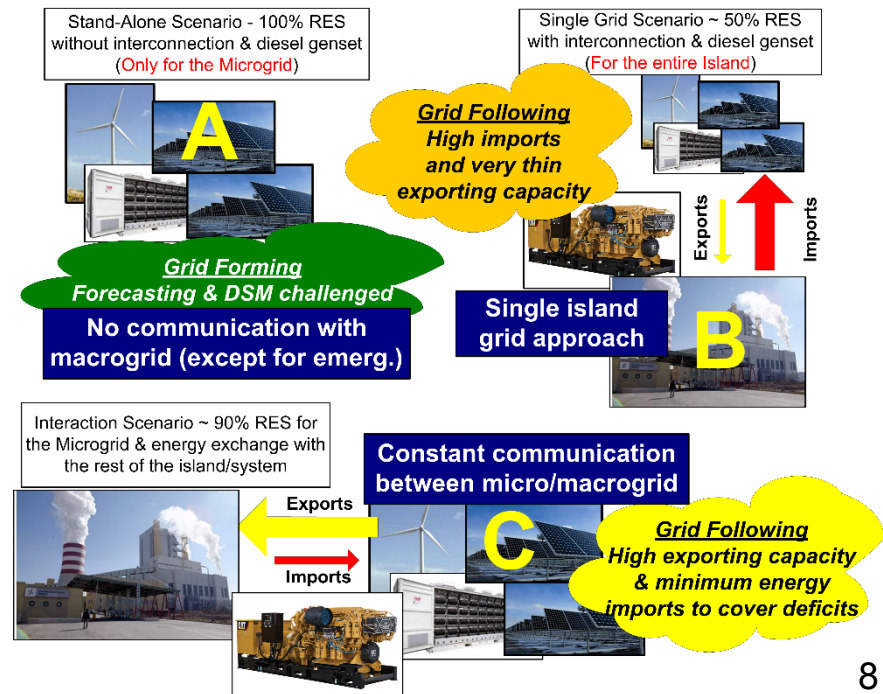 Stand-Alone Scenario - 100% RES
without interconnection & diesel genset
(Only for the Microgrid)
A
Grid Forming
Forecasting & DSM challenged
No communication with
macrogrid (except for emerg.)
Single Grid Scenario ~ 50% RES
with interconnection & diesel genset
(For the entire Island)
Grid Following
High imports
and very thin
exporting capacity
Exports
Imports
Single island
grid approach
B
Interaction Scenario ~ 90% RES for
the Microgrid & energy exchange with
the rest of the island/system
Constant communication
between micro/macrogrid
Exports
Imports
C
Grid Following
High exporting capacity
& minimum energy
imports to cover deficits
8